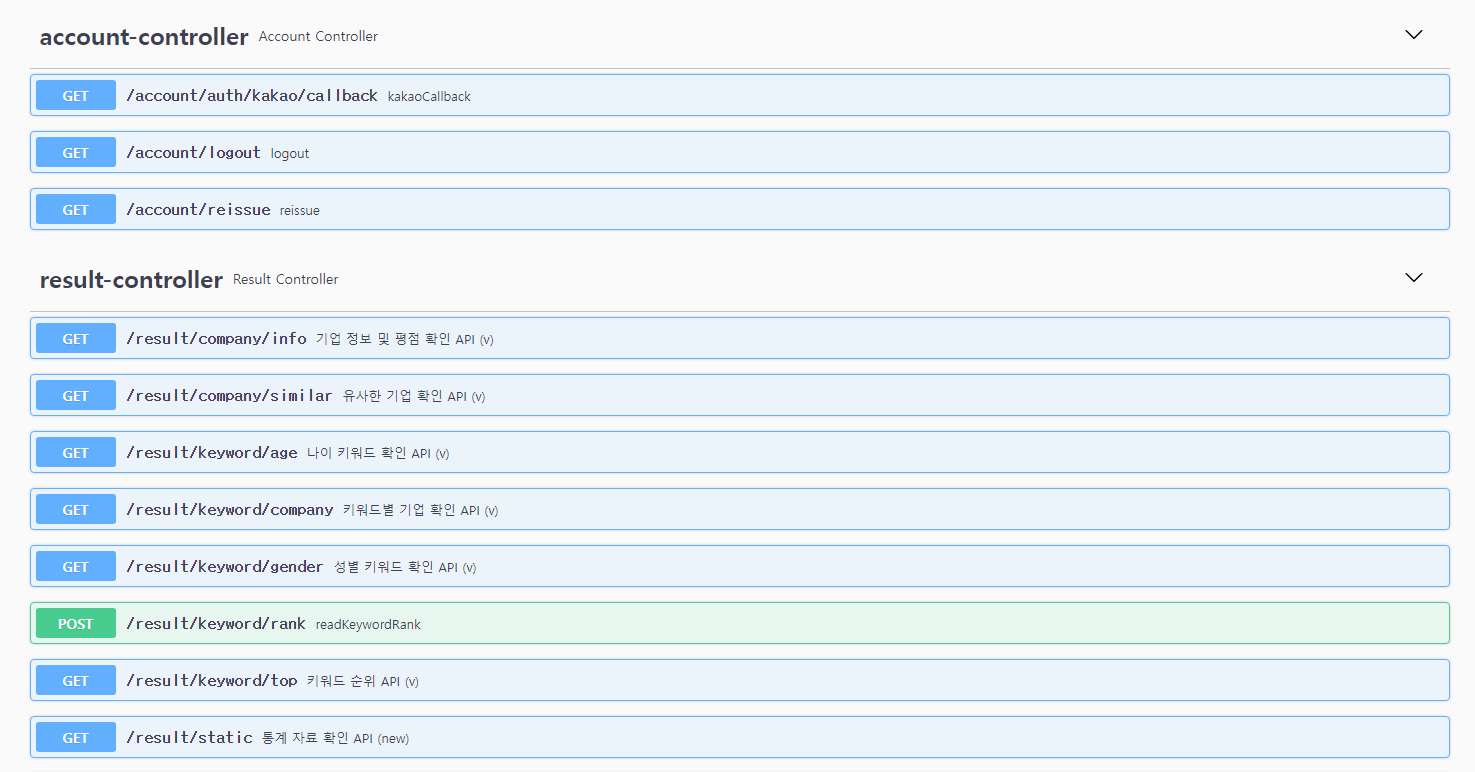 account-controller Account Controller
GET /account/auth/kakao/callback kakaoCallback
GET /account/logout logout
GET /account/reissue reissue
result-controller Result Controller
GET /result/company/info 기업 정보 및 평점 확인 API (v)
GET /result/company/similar 유사한 기업 확인 API (v)
GET /result/keyword/age 나이 키워드 확인 API (v)
GET /result/keyword/company 키워드별 기업 확인 API (v)
GET /result/keyword/gender 성별 키워드 확인 API (v)
POST /result/keyword/rank readKeywordRank
GET /result/keyword/top 키워드 순위 API (v)
GET /result/static 통계 자료 확인 API (new)